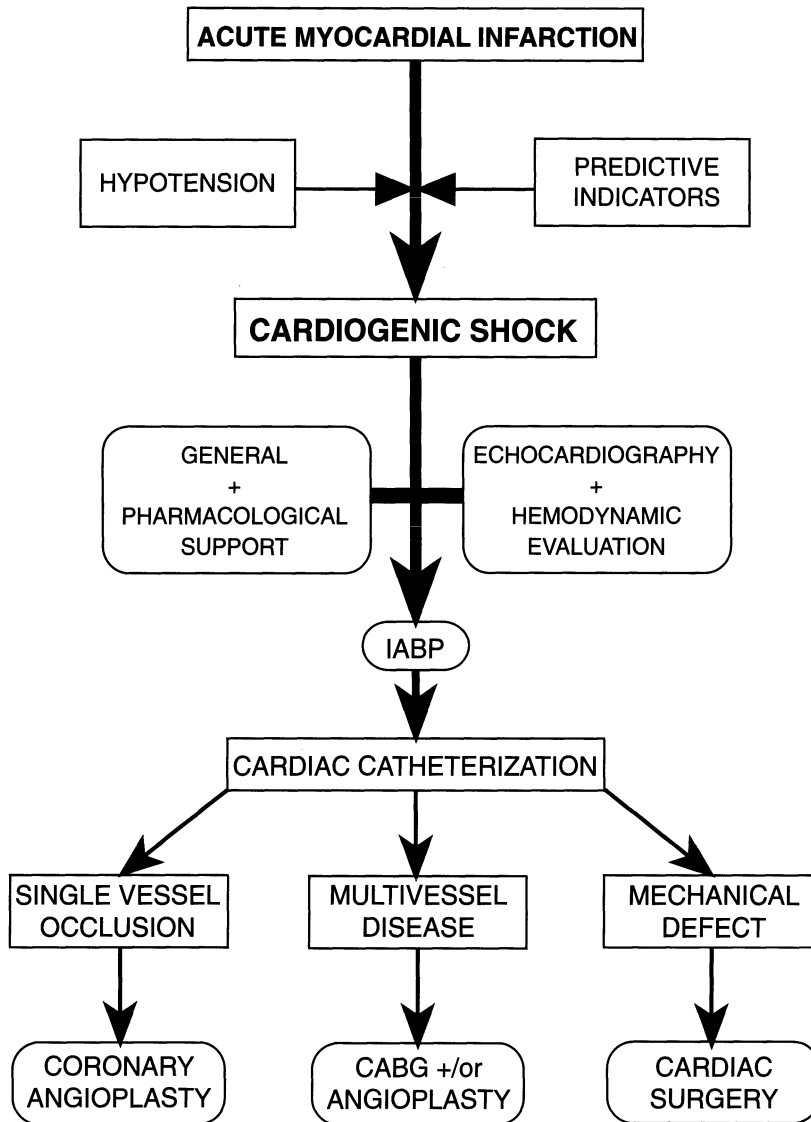 ACUTE MYOCARDIAL INFARCTION
HYPOTENSION
PREDICTIVE
INDICATORS
CARDIOGENIC SHOCK
GENERAL
+
PHARMACOLOGICAL
SUPPORT
ECHOCARDIOGRAPHY
+
HEMODYNAMIC
EVALUATION
IABP
CARDIAC CATHETERIZATION
SINGLE VESSEL
OCCLUSION
MULTIVESSEL
DISEASE
MECHANICAL
DEFECT
CORONARY
ANGIOPLASTY
CABG +/or
ANGIOPLASTY
CARDIAC
SURGERY